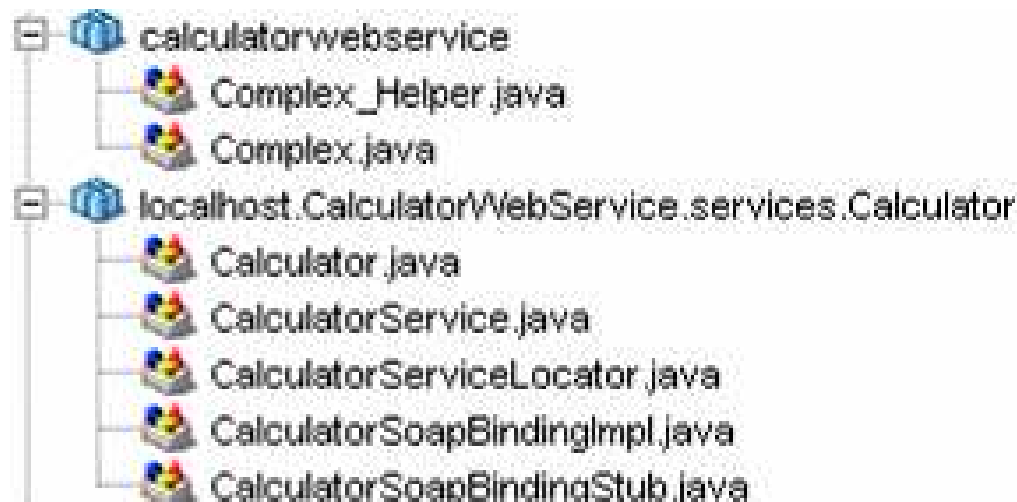 calculatorwebservice
Complex_Helper.java
Complex.java
localhost.CalculatorWebService.services.Calculator
Calculator.java
CalculatorService.java
CalculatorServiceLocator.java
CalculatorSoapBindingImpl.java
CalculatorSoapBindingStub.java